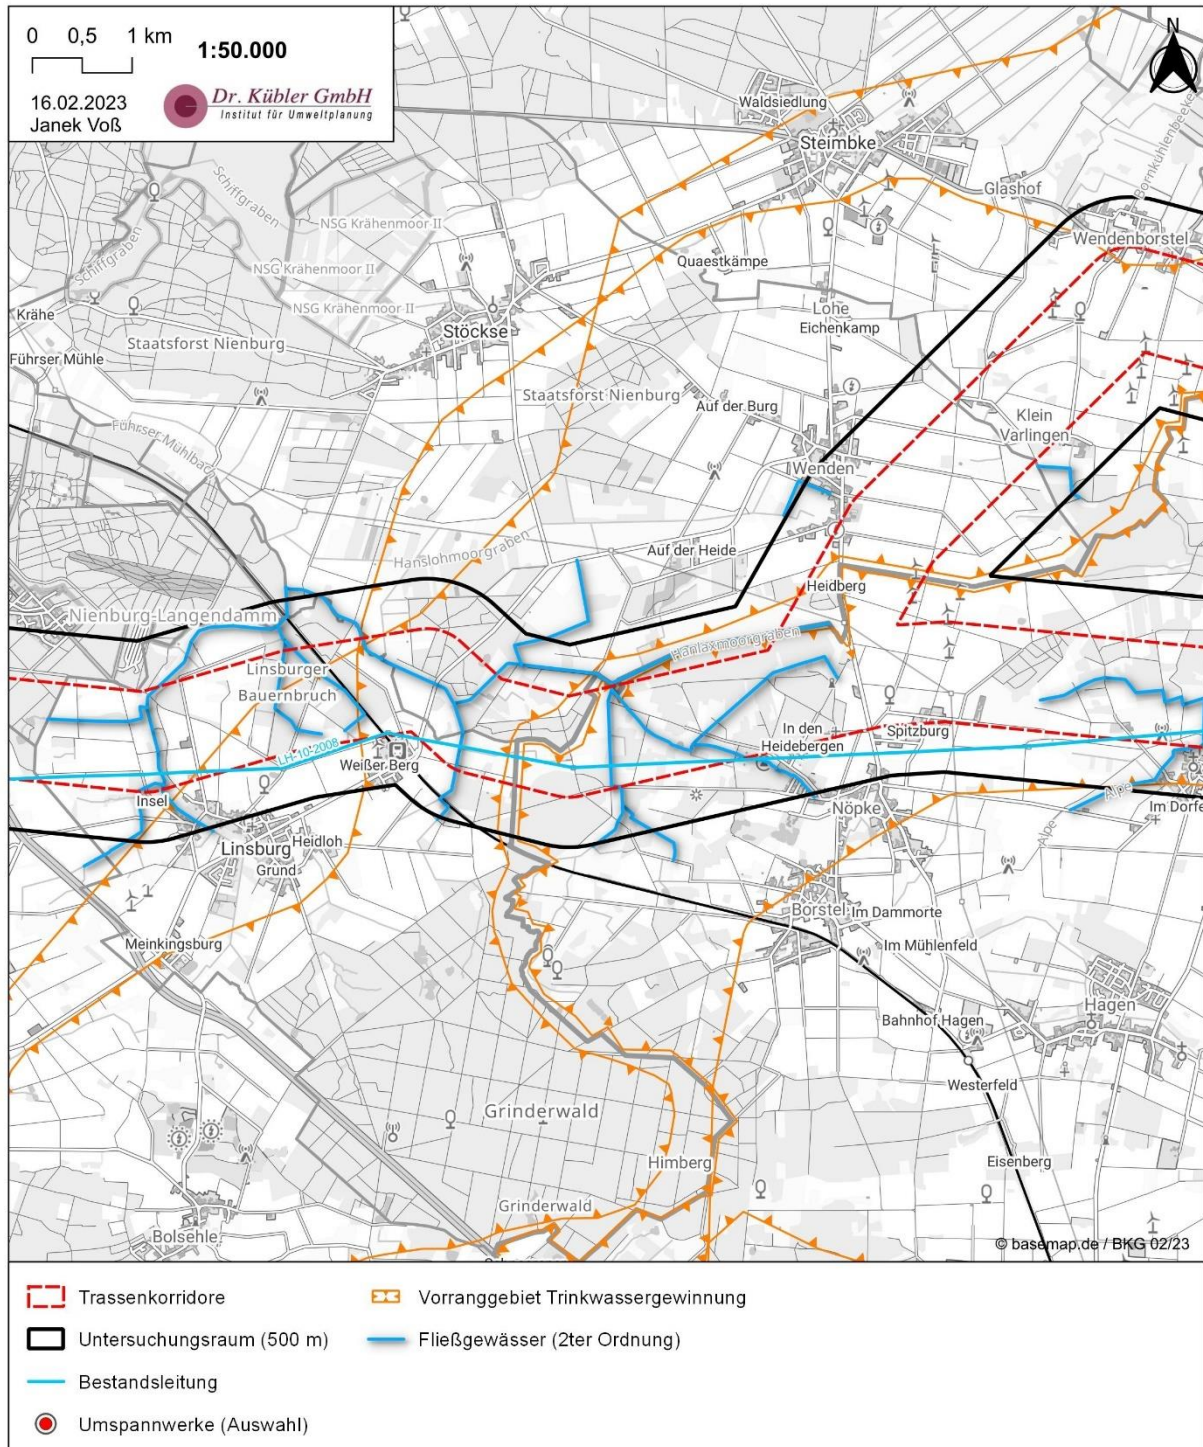 0 0,5 1 km
1:50.000
16.02.2023
Janek Voß
Dr. Kübler GmbH
Institut für Umweltplanung
N
Waldsiedlung
Steimbke
Glashof
Bornkühlenbeeke
Wendenborstel
Schiffgraben
NSG Krähenmoor II
Schiffgraben
NSG Krähenmoor II
Quaestkämpe
NSG Krähenmoor II
Krähe
Lohe
Eichenkamp
Stöckse
Staatsforst Nienburg
Führser Mühle
Staatsforst Nienburg
Auf der Burg
Klein
Varlingen
Führser Mühlbach
Wenden
Hanslohmoorgraben
Auf der Heide
Heidberg
Nienburg-Langendamm
Hanlaxmoorgraben
Linsburger
Bauernbruch
In den
Heidebergen
Spitzburg
LH-10-2008
Weißer Berg
Insel
Alpe
Im Dorfe
Nöpke
Linsburg
Heidloh
Alpe
Grund
Borstel
Im Dammorte
Meinkingsburg
Im Mühlenfeld
Hagen
Bahnhof Hagen
Westerfeld
Grinderwald
Himberg
Eisenberg
Grinderwald
Bolsehle
© basemap.de / BKG 02/23
Trassenkorridore
Vorranggebiet Trinkwassergewinnung
Untersuchungsraum (500 m)
Fließgewässer (2ter Ordnung)
Bestandsleitung
Umspannwerke (Auswahl)